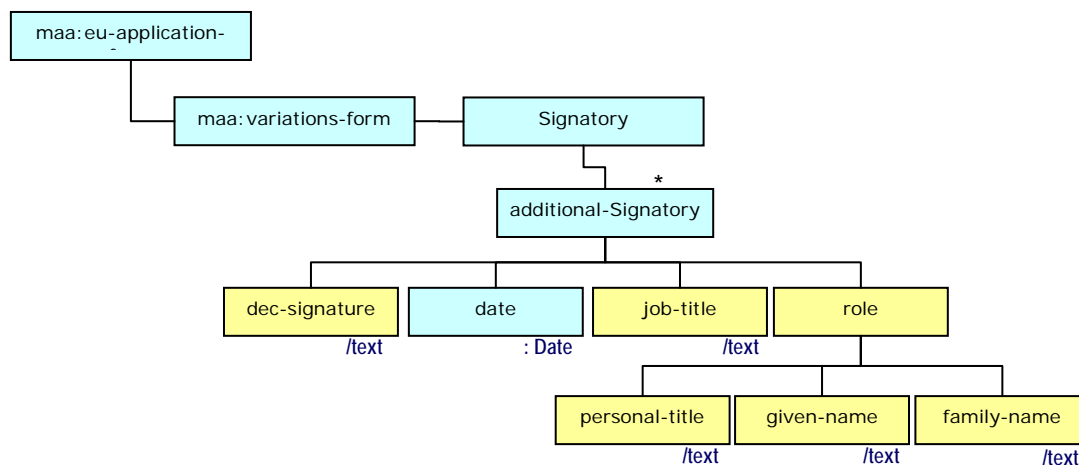 maa:eu-application-
maa:variations-form
Signatory
*
additional-Signatory
dec-signature
date
job-title
role
/text
: Date
/text
personal-title
given-name
family-name
/text
/text
/text